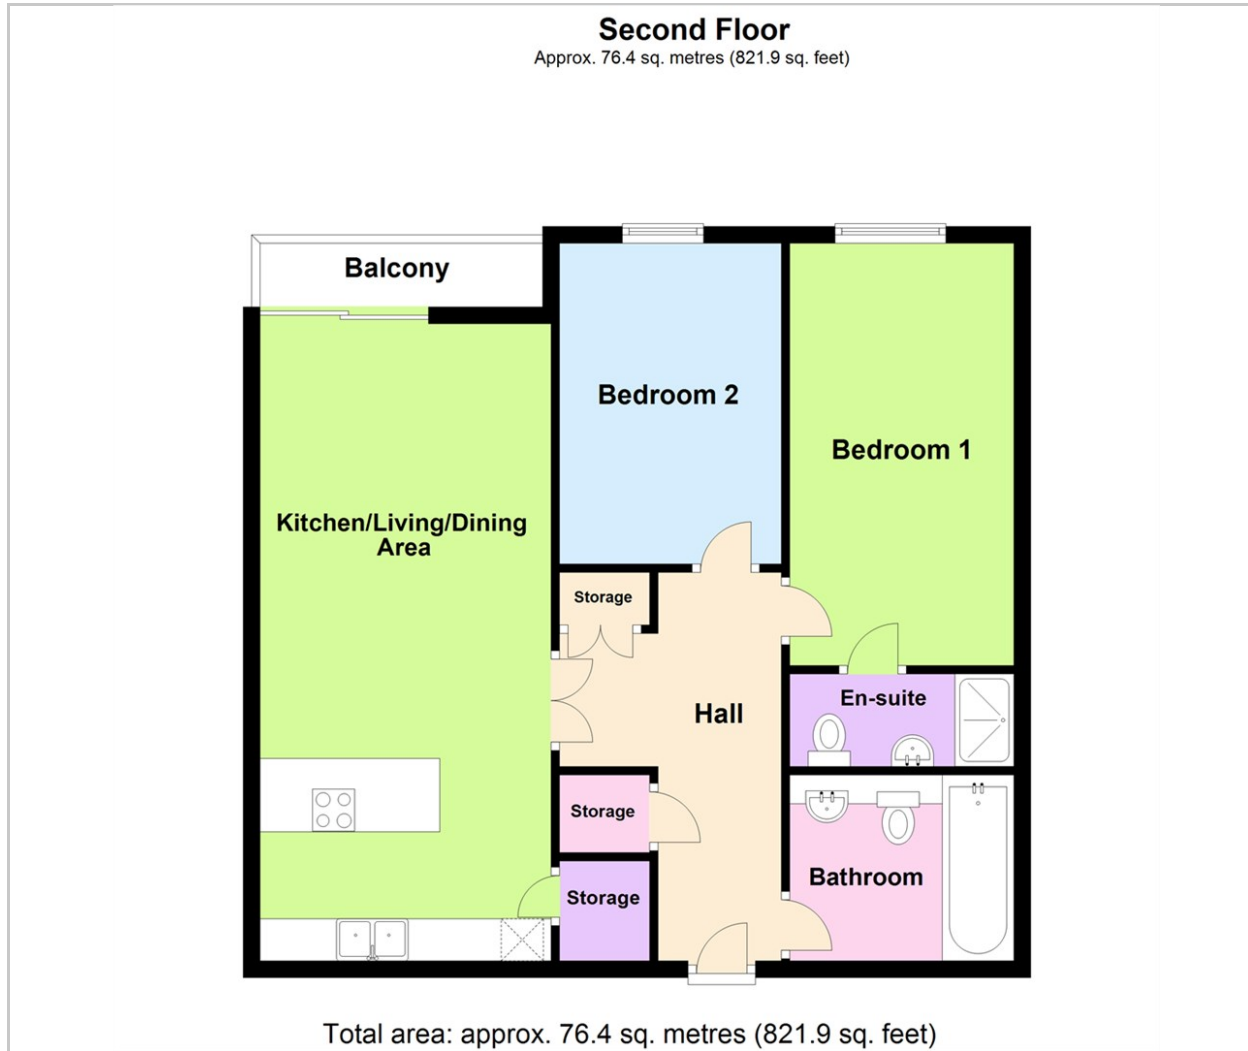 Second Floor
Approx. 76.4 sq. metres (821.9 sq. feet)
Balcony
Bedroom 2
Bedroom 1
Kitchen/Living/Dining
Area
Storage
En-suite
Hall
Storage
Bathroom
Storage
Total area: approx. 76.4 sq. metres (821.9 sq. feet)